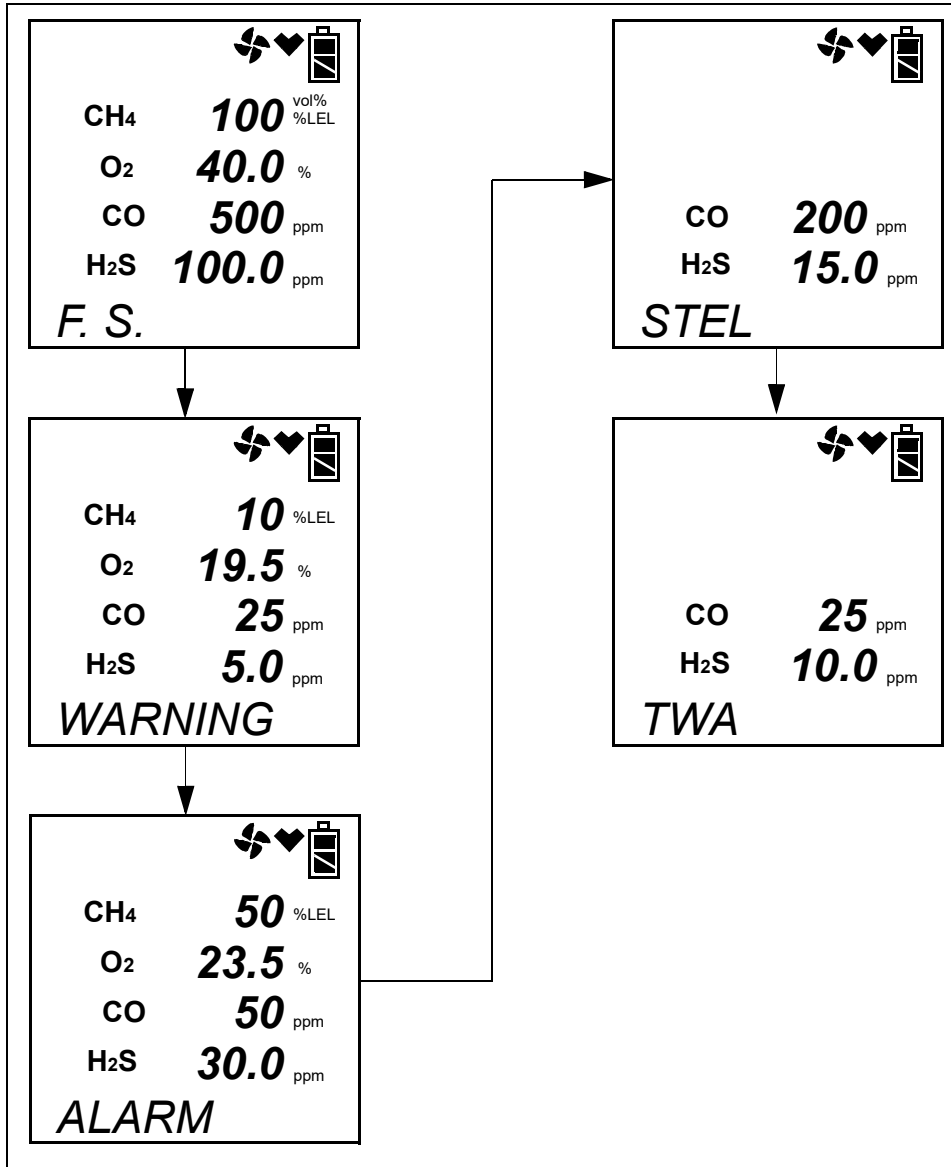 CH4 100 vol% %LEL
O2 40.0 %
CO 500 ppm
H2S 100.0 ppm
F. S.
CH4 10 %LEL
O2 19.5 %
CO 25 ppm
H2S 5.0 ppm
WARNING
CH4 50 %LEL
O2 23.5 %
CO 50 ppm
H2S 30.0 ppm
ALARM
CO 200 ppm
H2S 15.0 ppm
STEL
CO 25 ppm
H2S 10.0 ppm
TWA